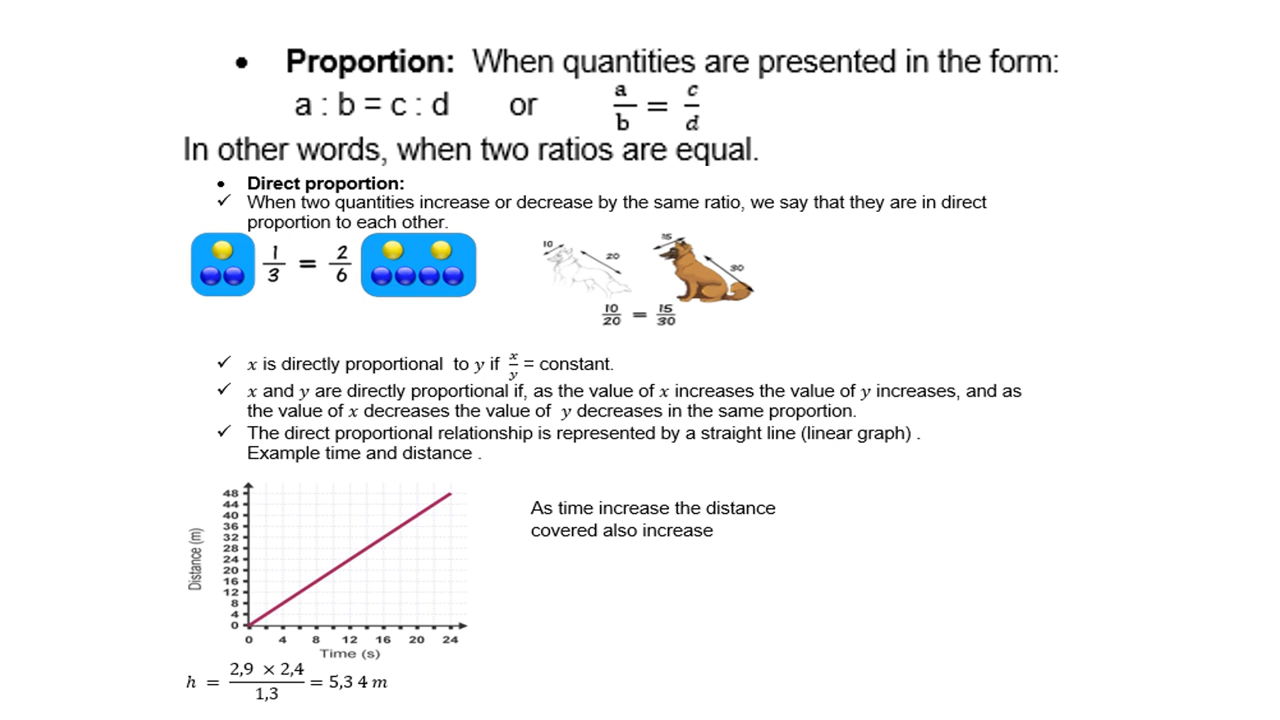 • Proportion: When quantities are presented in the form:
a : b = c : d or a/b = c/d
In other words, when two ratios are equal.
• Direct proportion:
✓ When two quantities increase or decrease by the same ratio, we say that they are in direct
proportion to each other.
1/3 = 2/6
10
20
15
30
10/20 = 15/30
✓ x is directly proportional to y if x/y = constant.
✓ x and y are directly proportional if, as the value of x increases the value of y increases, and as
the value of x decreases the value of y decreases in the same proportion.
✓ The direct proportional relationship is represented by a straight line (linear graph) .
Example time and distance .
As time increase the distance
covered also increase
Distance (m)
48
44
40
36
32
28
24
20
16
12
8
4
0
0 4 8 12 16 20 24
Time (s)
h = 2,9 × 2,4/1,3 = 5,3 4 m